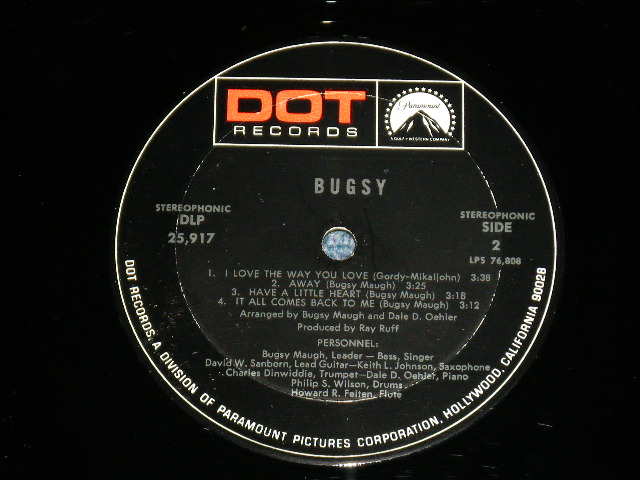 DOT
RECORDS
Paramount
A GULF + WESTERN COMPANY
BUGSY
STEREOPHONIC
DLP
25,917
STEREOPHONIC
SIDE
2
LPS 76,808
1. I LOVE THE WAY YOU LOVE (Gordy-Mikaljohn) 3:38
2. AWAY (Bugsy Maugh) 3:25
3. HAVE A LITTLE HEART (Bugsy Maugh) 3:18
4. IT ALL COMES BACK TO ME (Bugsy Maugh) 3:12
Arranged by Bugsy Maugh and Dale D. Oehler
Produced by Ray Ruff
PERSONNEL:
Bugsy Maugh, Leader — Bass, Singer
David W. Sanborn, Lead Guitar—Keith L. Johnson, Saxophone
Charles Dinwiddie, Trumpet—Dale D. Oehler, Piano
Philip S. Wilson, Drums
Howard R. Feiten, Flute
DOT RECORDS, A DIVISION OF PARAMOUNT PICTURES CORPORATION, HOLLYWOOD, CALIFORNIA 90028